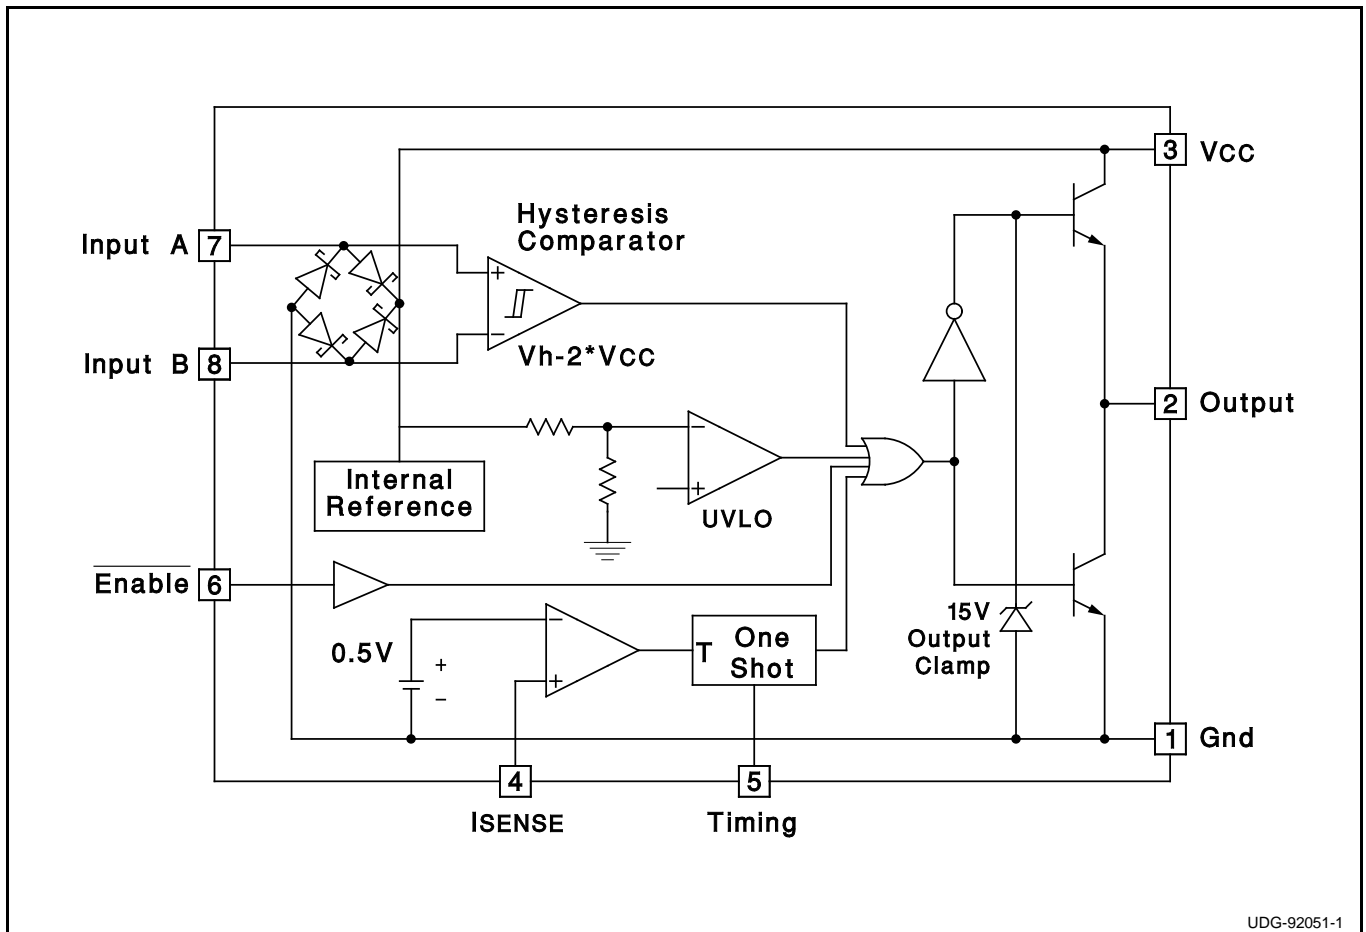 3 VCC
Hysteresis
Comparator
Input A 7
+
−
Input B 8
Vh-2*VCC
2 Output
−
+
Internal
Reference
UVLO
Enable 6
15V
Output
Clamp
0.5V
+
−
−
+
T One
Shot
1 Gnd
4
5
ISENSE
Timing
UDG-92051-1